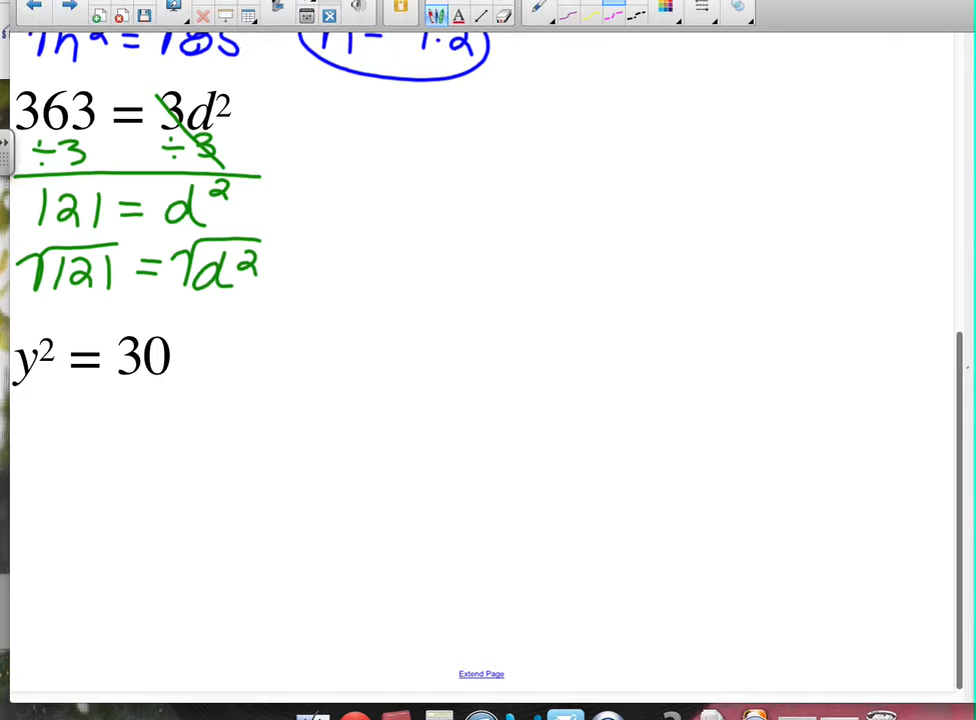 363 = 3d²
÷3 ÷3
121 = d²
√121 = √d²
y² = 30
Extend Page